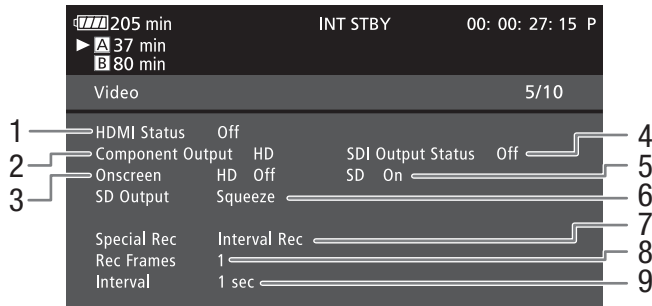 205 min INT STBY 00: 00: 27: 15 P
A 37 min
B 80 min
Video 5/10
1 HDMI Status Off 4
2 Component Output HD SDI Output Status Off 5
3 Onscreen HD Off SD On
SD Output Squeeze 6
Special Rec Interval Rec 7
Rec Frames 1 8
Interval 1 sec 9